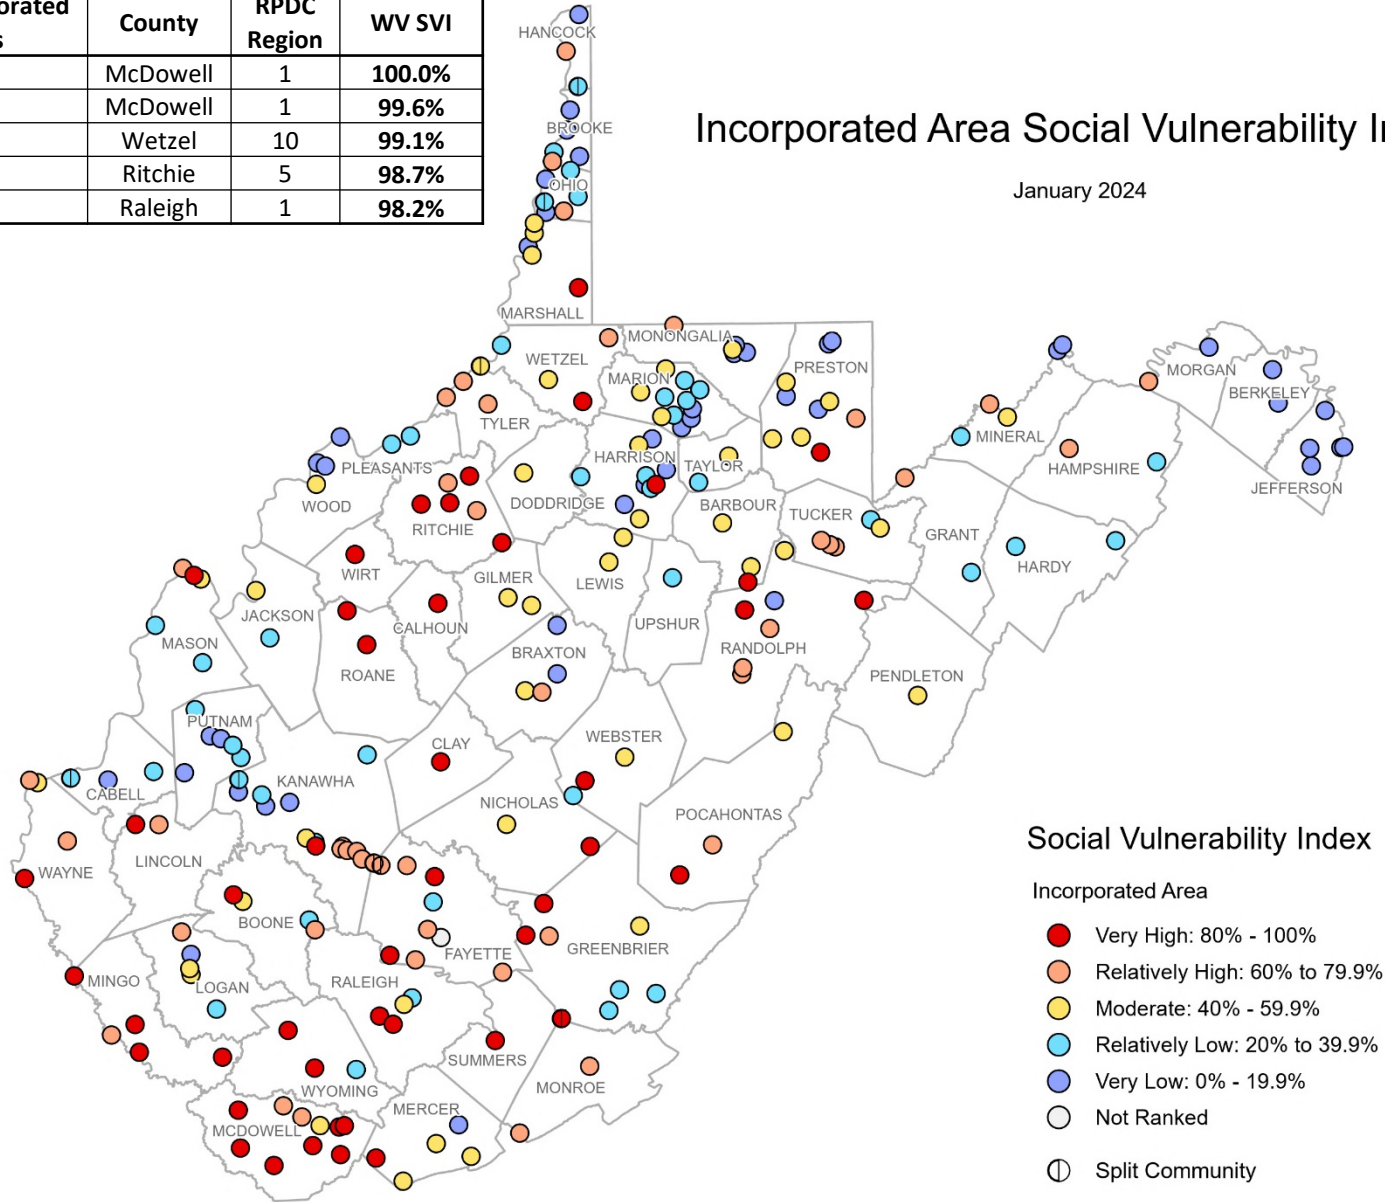 County
RPDC
Region
WV SVI
McDowell 1 100.0%
McDowell 1 99.6%
Wetzel 10 99.1%
Ritchie 5 98.7%
Raleigh 1 98.2%
Incorporated Area Social Vulnerability
January 2024
HANCOCK
BROOKE
OHIO
MARSHALL
WETZEL
MONONGALIA
MARION
PRESTON
TYLER
PLEASANTS
WOOD
RITCHIE
DODDRIDGE
HARRISON
TAYLOR
BARBOUR
TUCKER
MINERAL
HAMPSHIRE
MORGAN
BERKELEY
JEFFERSON
GRANT
HARDY
WIRT
JACKSON
CALHOUN
GILMER
LEWIS
UPSHUR
RANDOLPH
MASON
ROANE
BRAXTON
PENDLETON
PUTNAM
CLAY
WEBSTER
CABELL
KANAWHA
NICHOLAS
POCAHONTAS
WAYNE
LINCOLN
BOONE
FAYETTE
GREENBRIER
MINGO
LOGAN
RALEIGH
SUMMERS
WYOMING
MONROE
MCDOWELL
MERCER
Social Vulnerability Index
Incorporated Area
Very High: 80% - 100%
Relatively High: 60% to 79.9%
Moderate: 40% - 59.9%
Relatively Low: 20% to 39.9%
Very Low: 0% - 19.9%
Not Ranked
Split Community